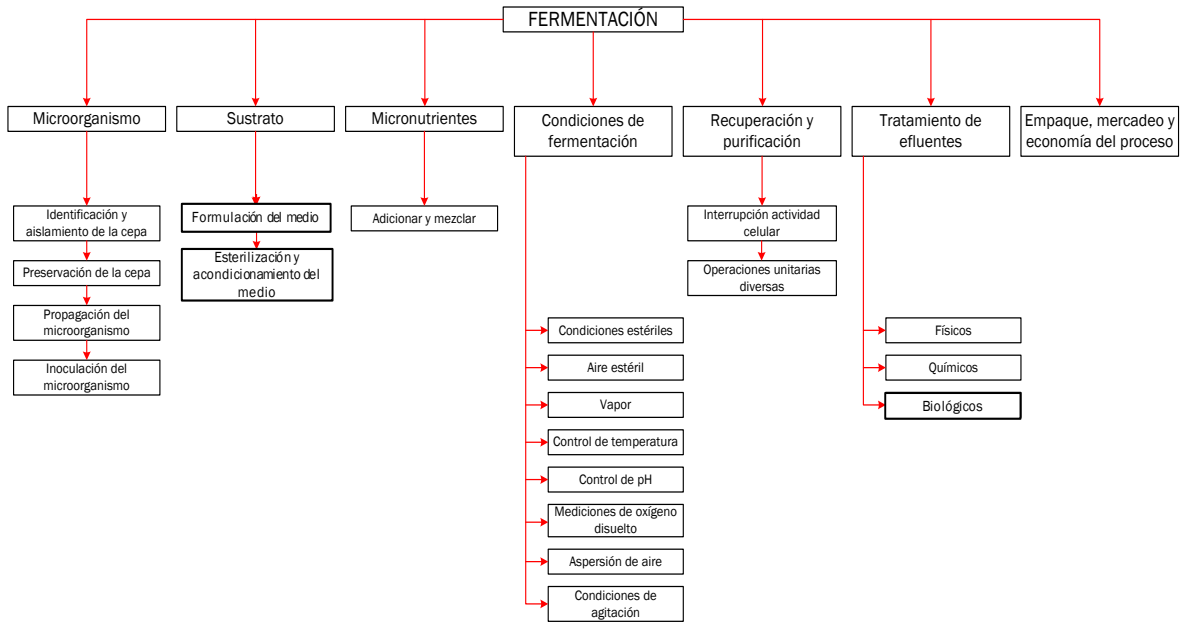 FERMENTACIÓN
Microorganismo
Sustrato
Micronutrientes
Condiciones de
fermentación
Recuperación y
purificación
Tratamiento de
efluentes
Empaque, mercadeo y
economía del proceso
Identificación y
aislamiento de la cepa
Preservación de la cepa
Propagación del
microorganismo
Inoculación del
microorganismo
Formulación del medio
Esterilización y
acondicionamiento del
medio
Adicionar y mezclar
Condiciones estériles
Aire estéril
Vapor
Control de temperatura
Control de pH
Mediciones de oxígeno
disuelto
Aspersión de aire
Condiciones de
agitación
Interrupción actividad
celular
Operaciones unitarias
diversas
Físicos
Químicos
Biológicos